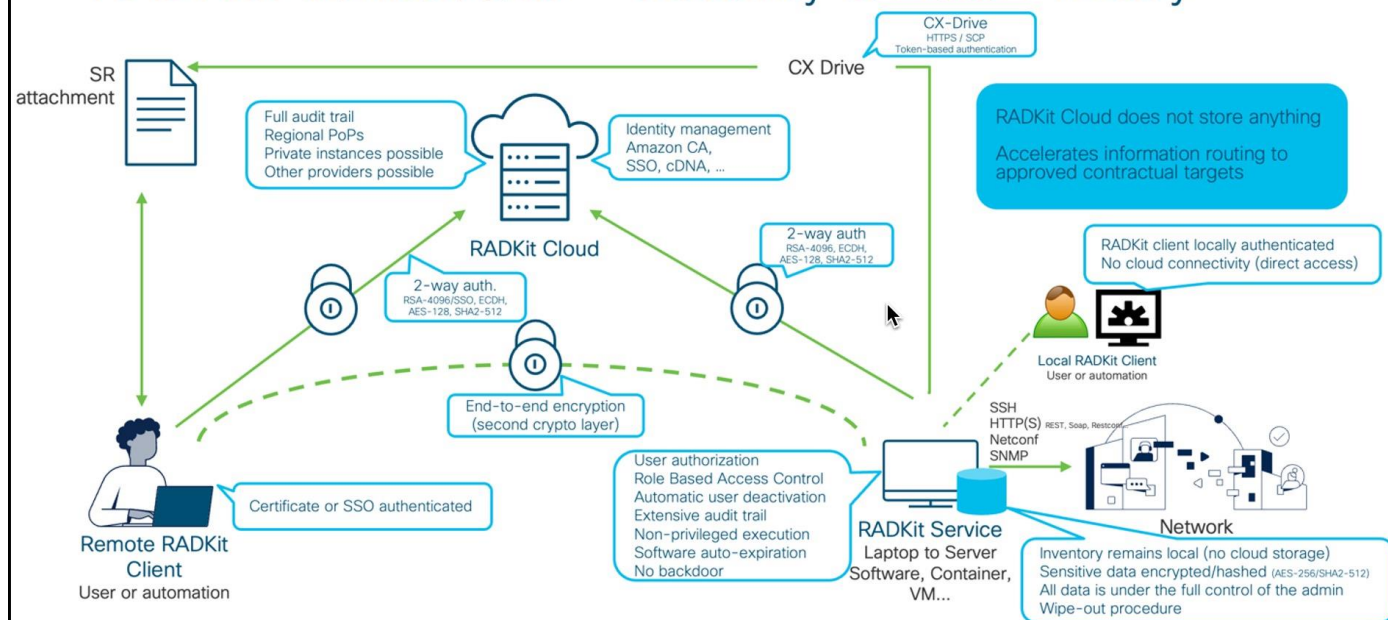 CX-Drive
HTTPS / SCP
Token-based authentication
CX Drive
SR
attachment
Full audit trail
Regional PoPs
Private instances possible
Other providers possible
Identity management
Amazon CA,
SSO, cDNA, ...
RADKit Cloud does not store anything
Accelerates information routing to
approved contractual targets
RADKit Cloud
2-way auth.
RSA-4096/SSO, ECDH,
AES-128, SHA2-512
2-way auth
RSA-4096, ECDH,
AES-128, SHA2-512
RADKit client locally authenticated
No cloud connectivity (direct access)
Local RADKit Client
User or automation
End-to-end encryption
(second crypto layer)
SSH
HTTP(S) REST, Soap, Restconf...
Netconf
SNMP
User authorization
Role Based Access Control
Automatic user deactivation
Extensive audit trail
Non-privileged execution
Software auto-expiration
No backdoor
Certificate or SSO authenticated
Remote RADKit
Client
User or automation
RADKit Service
Laptop to Server
Software, Container,
VM...
Network
Inventory remains local (no cloud storage)
Sensitive data encrypted/hashed (AES-256/SHA2-512)
All data is under the full control of the admin
Wipe-out procedure